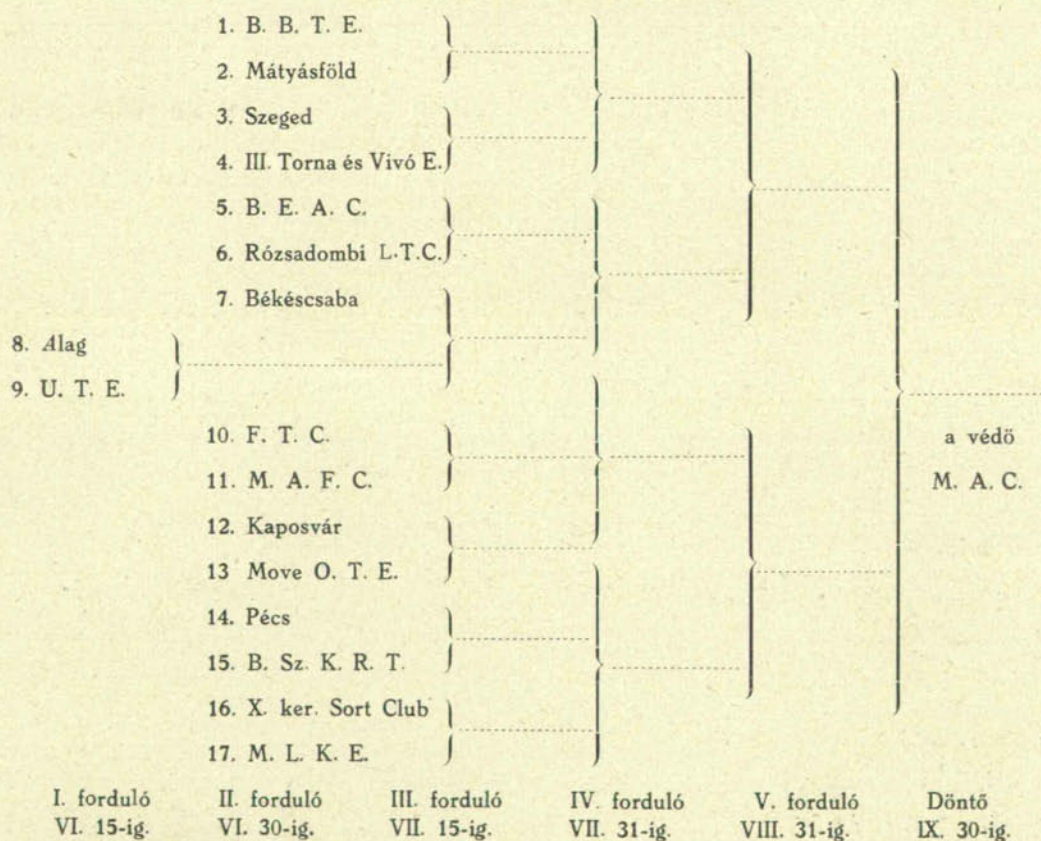 1. B. B. T. E.
2. Mátyásföld
3. Szeged
4. III. Torna és Vivó E.
5. B. E. A. C.
6. Rózsadombi L.T.C.
7. Békéscsaba
8. Alag
9. U. T. E.
10. F. T. C.
11. M. A. F. C.
12. Kaposvár
13 Move O. T. E.
14. Pécs
15. B. Sz. K. R. T.
16. X. ker. Sort Club
17. M. L. K. E.
a védő
M. A. C.
I. forduló II. forduló III. forduló IV. forduló V. forduló Döntő
VI. 15-ig. VI. 30-ig. VII. 15-ig. VII. 31-ig. VIII. 31-ig. IX. 30-ig.